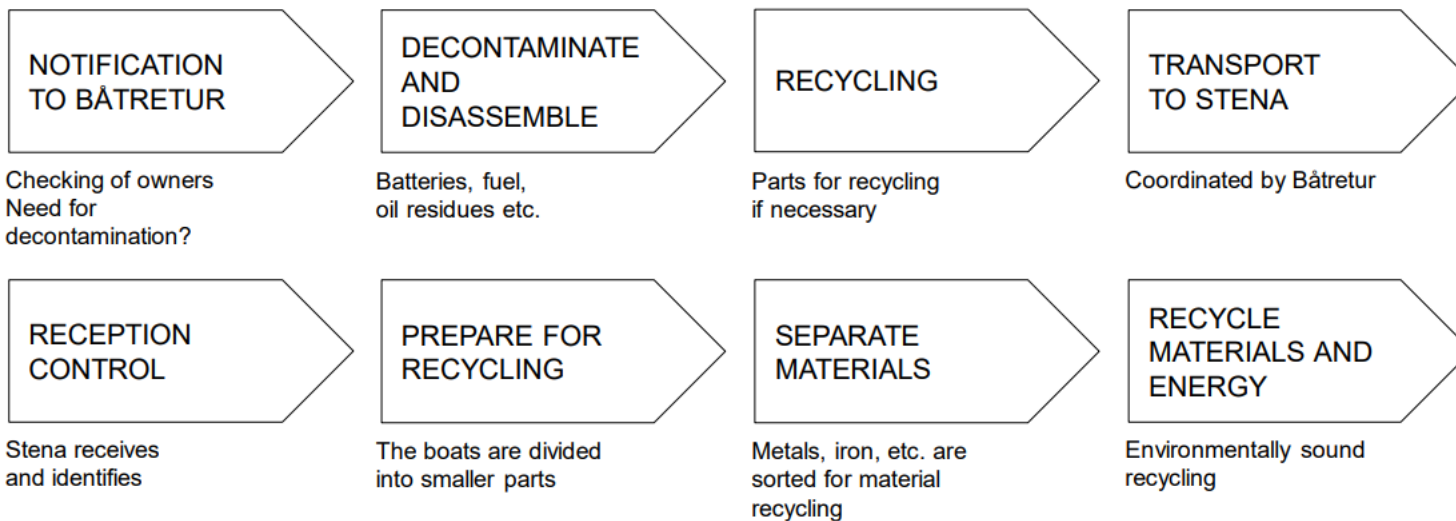 NOTIFICATION
TO BÅTRETUR
Checking of owners
Need for
decontamination?
DECONTAMINATE
AND
DISASSEMBLE
Batteries, fuel,
oil residues etc.
RECYCLING
Parts for recycling
if necessary
TRANSPORT
TO STENA
Coordinated by Båtretur
RECEPTION
CONTROL
Stena receives
and identifies
PREPARE FOR
RECYCLING
The boats are divided
into smaller parts
SEPARATE
MATERIALS
Metals, iron, etc. are
sorted for material
recycling
RECYCLE
MATERIALS AND
ENERGY
Environmentally sound
recycling